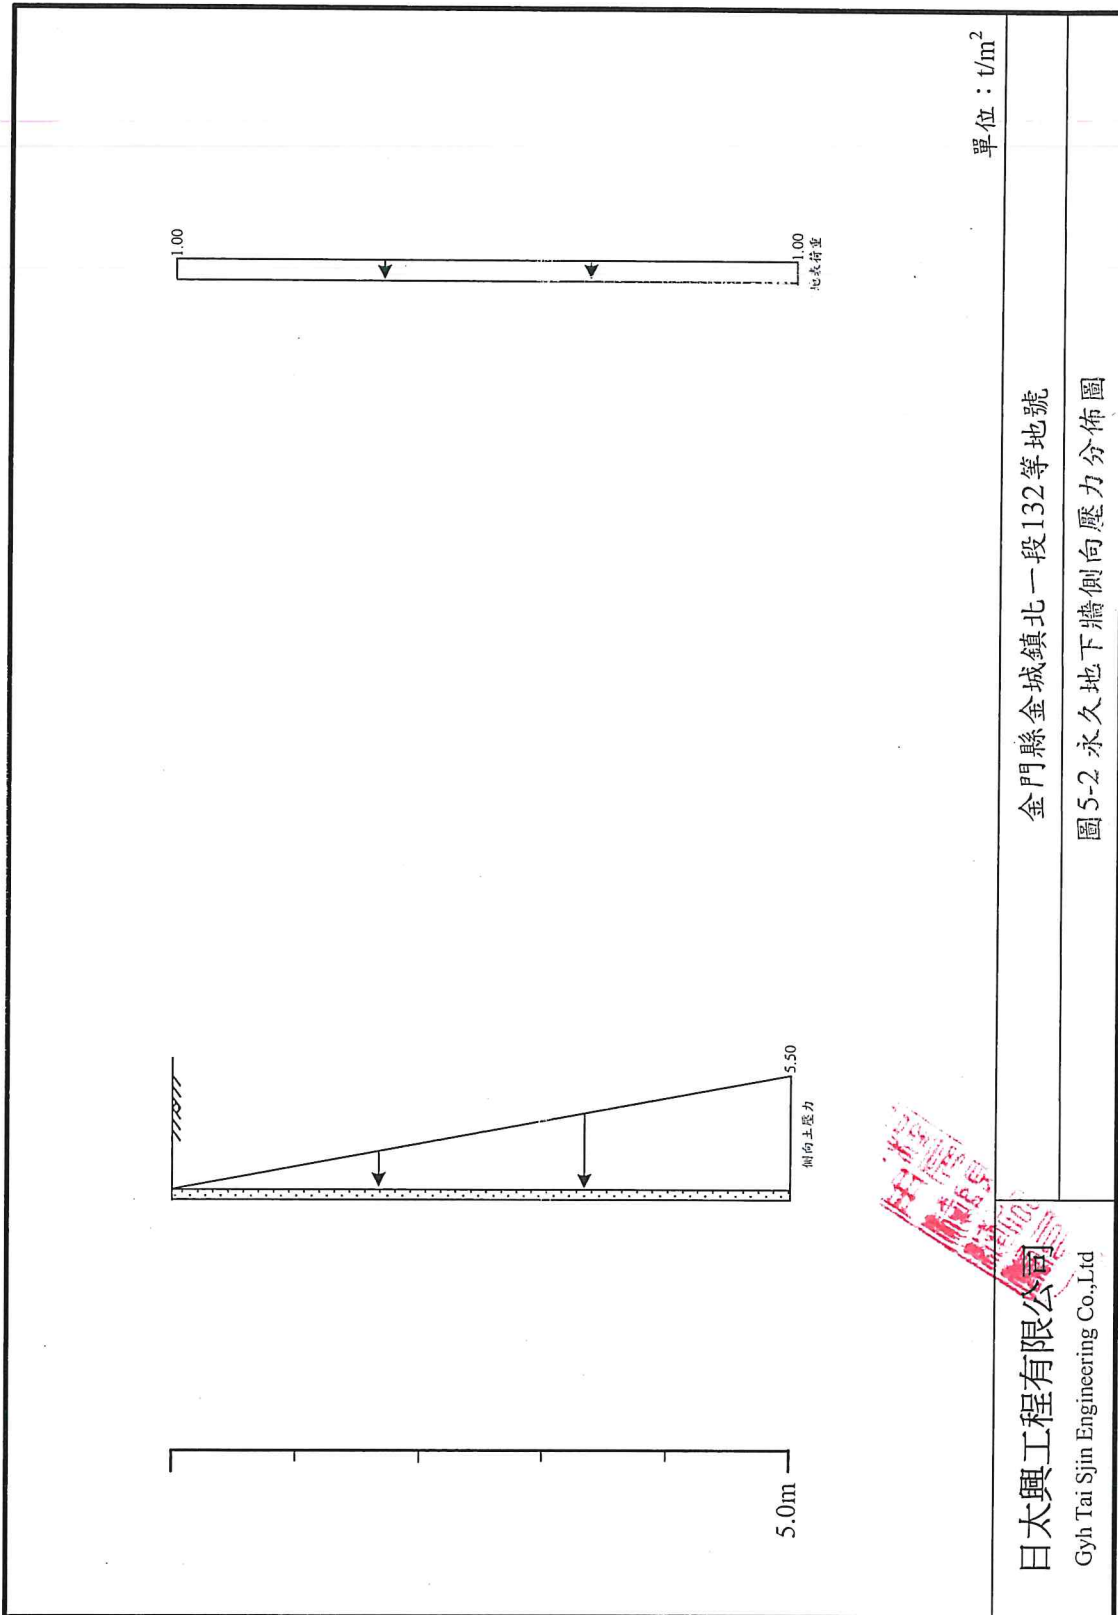 1.00
1.00
地表荷重
5.50
側向土壓力
5.0m
單位：t/m²
日太興工程有限公司
Gyh Tai Sjin Engineering Co.,Ltd
金門縣金城鎮北一段132等地號
圖5-2 永久地下牆側向壓力分佈圖